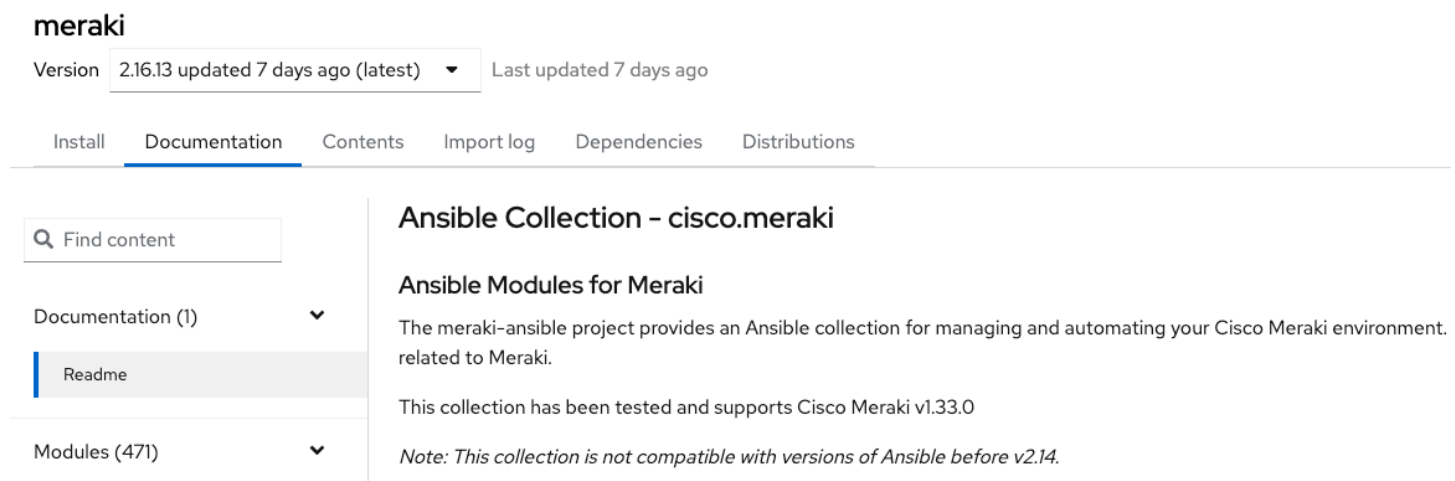 meraki
Version 2.16.13 updated 7 days ago (latest) Last updated 7 days ago
Install Documentation Contents Import log Dependencies Distributions
Find content
Documentation (1)
Readme
Modules (471)
Ansible Collection - cisco.meraki
Ansible Modules for Meraki
The meraki-ansible project provides an Ansible collection for managing and automating your Cisco Meraki environment.
related to Meraki.
This collection has been tested and supports Cisco Meraki v1.33.0
Note: This collection is not compatible with versions of Ansible before v2.14.